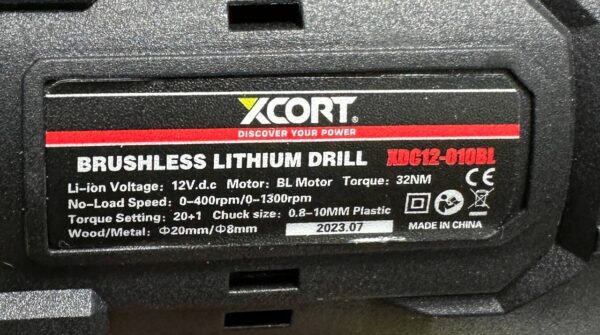 XCORT®
DISCOVER YOUR POWER
BRUSHLESS LITHIUM DRILL XDC12-010BL
Li-ion Voltage: 12V.d.c Motor: BL Motor Torque: 32NM
No-Load Speed: 0-400rpm/0-1300rpm
Torque Setting: 20+1 Chuck size: 0.8-10MM Plastic
Wood/Metal: Φ20mm/Φ8mm 2023.07
CE
MADE IN CHINA